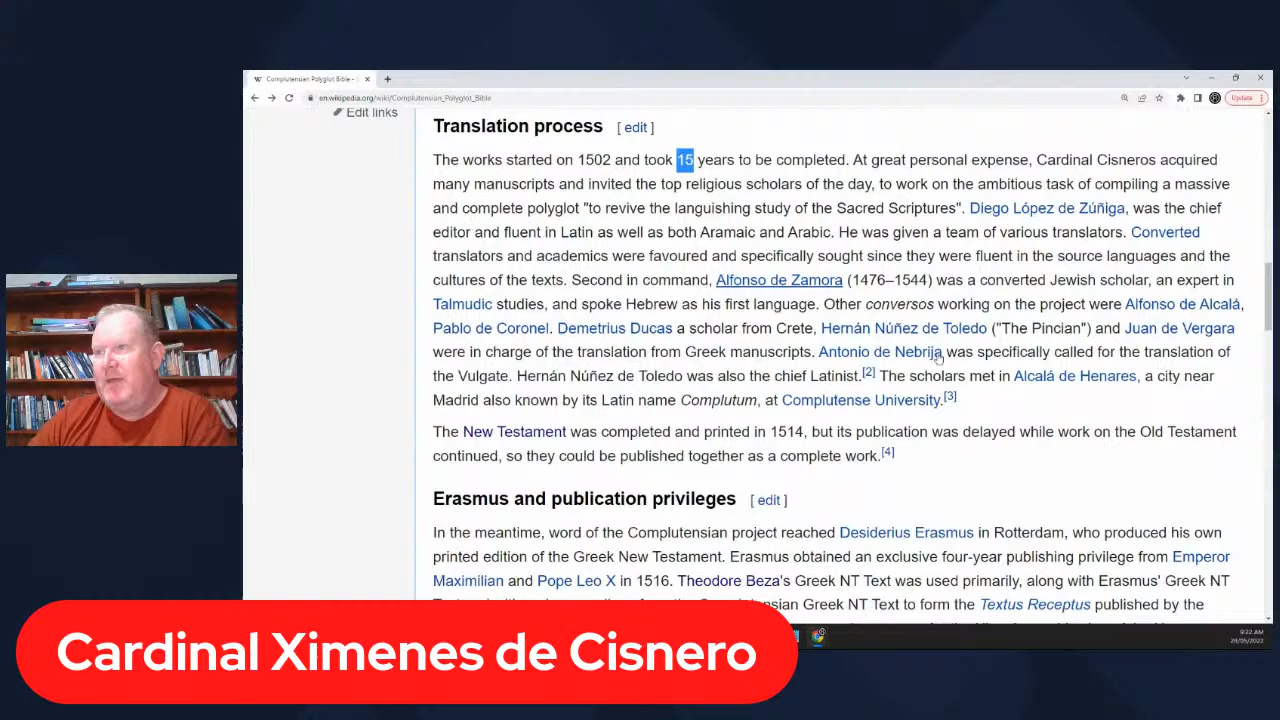 Complutensian Polyglot Bible -
en.wikipedia.org/wiki/Complutensian_Polyglot_Bible
Update
Edit links
Translation process [ edit ]
The works started on 1502 and took 15 years to be completed. At great personal expense, Cardinal Cisneros acquired
many manuscripts and invited the top religious scholars of the day, to work on the ambitious task of compiling a massive
and complete polyglot "to revive the languishing study of the Sacred Scriptures". Diego López de Zúñiga, was the chief
editor and fluent in Latin as well as both Aramaic and Arabic. He was given a team of various translators. Converted
translators and academics were favoured and specifically sought since they were fluent in the source languages and the
cultures of the texts. Second in command, Alfonso de Zamora (1476–1544) was a converted Jewish scholar, an expert in
Talmudic studies, and spoke Hebrew as his first language. Other conversos working on the project were Alfonso de Alcalá,
Pablo de Coronel. Demetrius Ducas a scholar from Crete, Hernán Núñez de Toledo ("The Pincian") and Juan de Vergara
were in charge of the translation from Greek manuscripts. Antonio de Nebrija was specifically called for the translation of
the Vulgate. Hernán Núñez de Toledo was also the chief Latinist.[2] The scholars met in Alcalá de Henares, a city near
Madrid also known by its Latin name Complutum, at Complutense University.[3]
The New Testament was completed and printed in 1514, but its publication was delayed while work on the Old Testament
continued, so they could be published together as a complete work.[4]
Erasmus and publication privileges [ edit ]
In the meantime, word of the Complutensian project reached Desiderius Erasmus in Rotterdam, who produced his own
printed edition of the Greek New Testament. Erasmus obtained an exclusive four-year publishing privilege from Emperor
Maximilian and Pope Leo X in 1516. Theodore Beza's Greek NT Text was used primarily, along with Erasmus' Greek NT
Greek NT Text to form the Textus Receptus published by the
9:22 AM
29/05/2022
Cardinal Ximenes de Cisnero